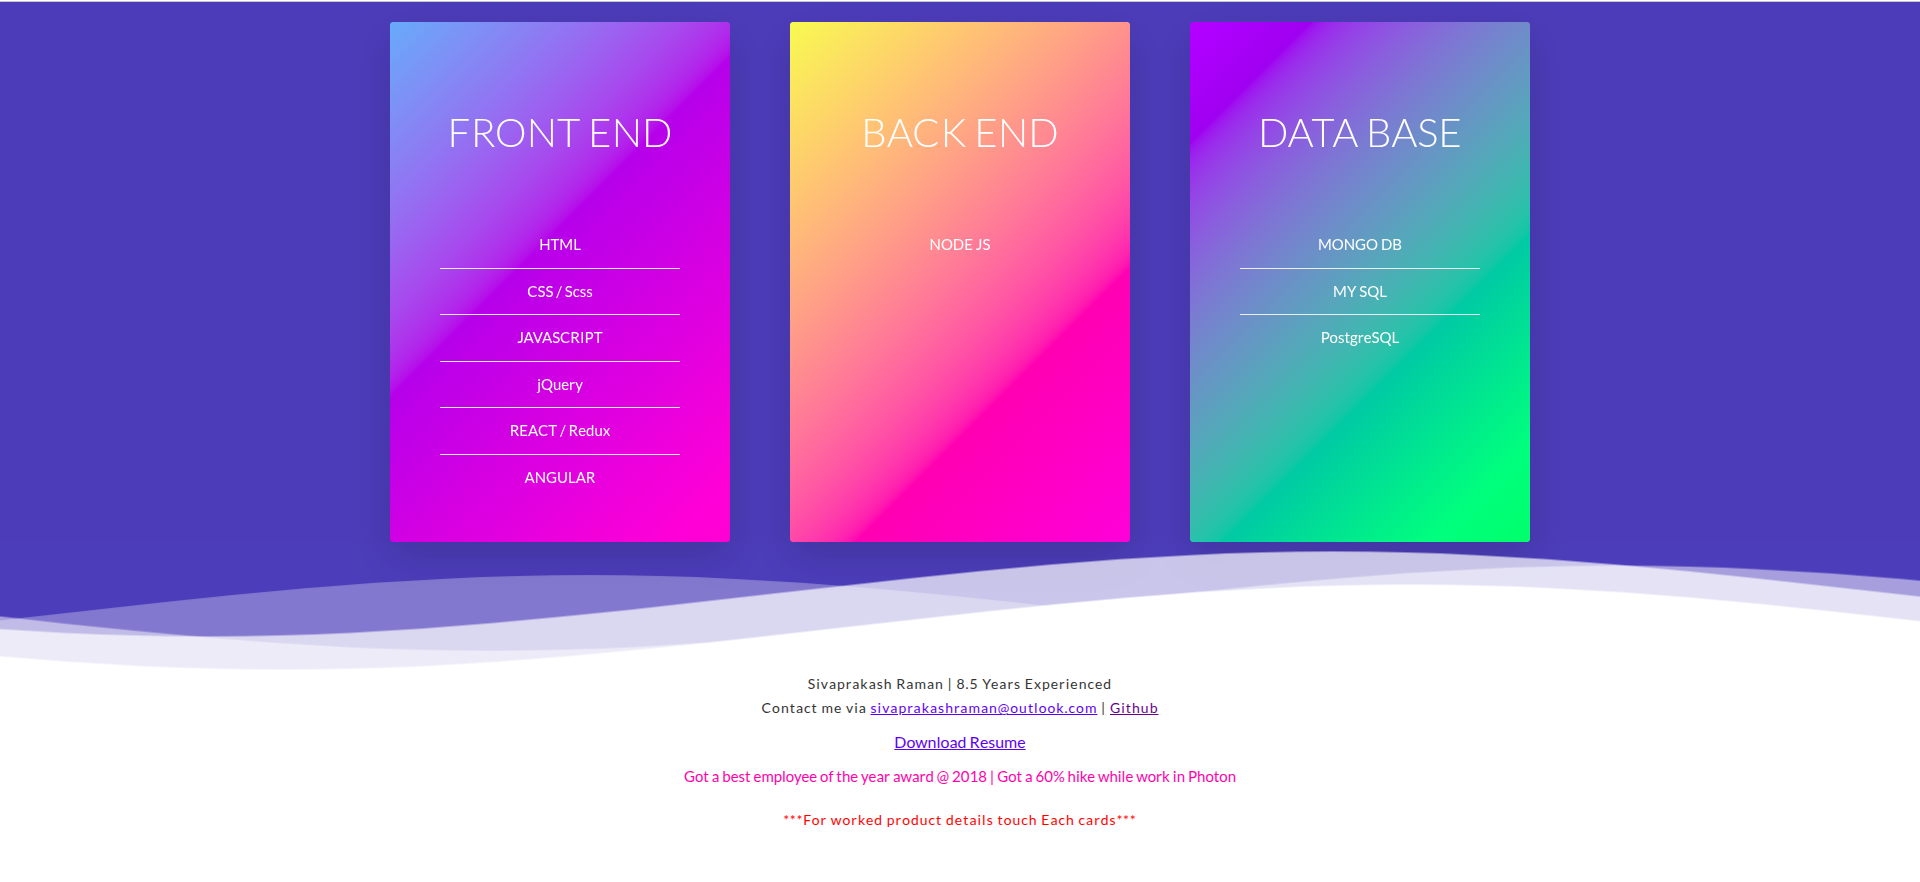 FRONT END
HTML
CSS / Scss
JAVASCRIPT
jQuery
REACT / Redux
ANGULAR
BACK END
NODE JS
DATA BASE
MONGO DB
MY SQL
PostgreSQL
Sivaprakash Raman | 8.5 Years Experienced
Contact me via sivaprakashraman@outlook.com | Github
Download Resume
Got a best employee of the year award @ 2018 | Got a 60% hike while work in Photon
***For worked product details touch Each cards***